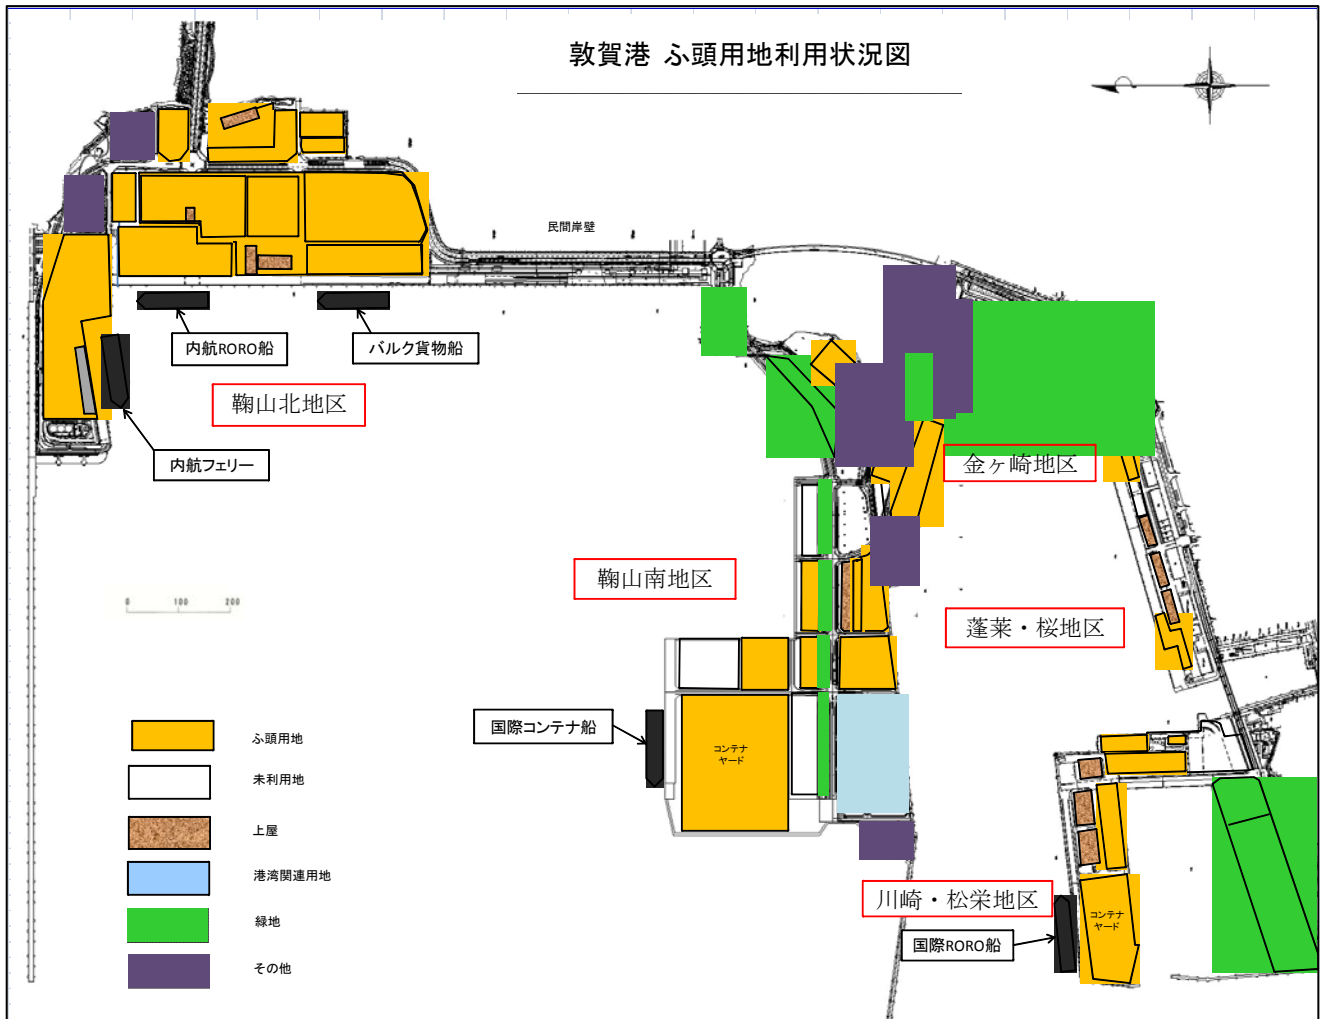 敦賀港 ふ頭用地利用状況図
民間岸壁
内航RORO船
バルク貨物船
鞠山北地区
内航フェリー
金ヶ崎地区
鞠山南地区
蓬莱・桜地区
0 100 200
国際コンテナ船
コンテナ
ヤード
ふ頭用地
未利用地
上屋
港湾関連用地
緑地
その他
川崎・松栄地区
コンテナ
ヤード
国際RORO船